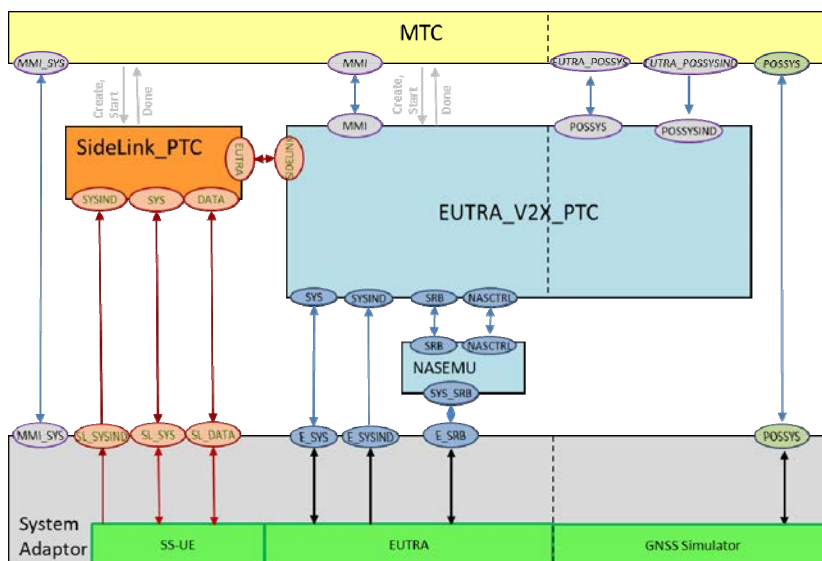 MTC
MMI_SYS
MMI
EUTRA_POSSYS
EUTRA_POSSYSIND
POSSYS
Create,
Start
Done
Create,
Start
Done
MMI
POSSYS
POSSYSIND
SideLink_PTC
EUTRA
SIDELINK
SYSIND
SYS
DATA
EUTRA_V2X_PTC
SYS
SYSIND
SRB
NASCTRL
SRB
NASCTRL
NASEMU
SYS_SRB
MMI_SYS
SL_SYSIND
SL_SYS
SL_DATA
E_SYS
E_SYSIND
E_SRB
POSSYS
System
Adaptor
SS-UE
EUTRA
GNSS Simulator